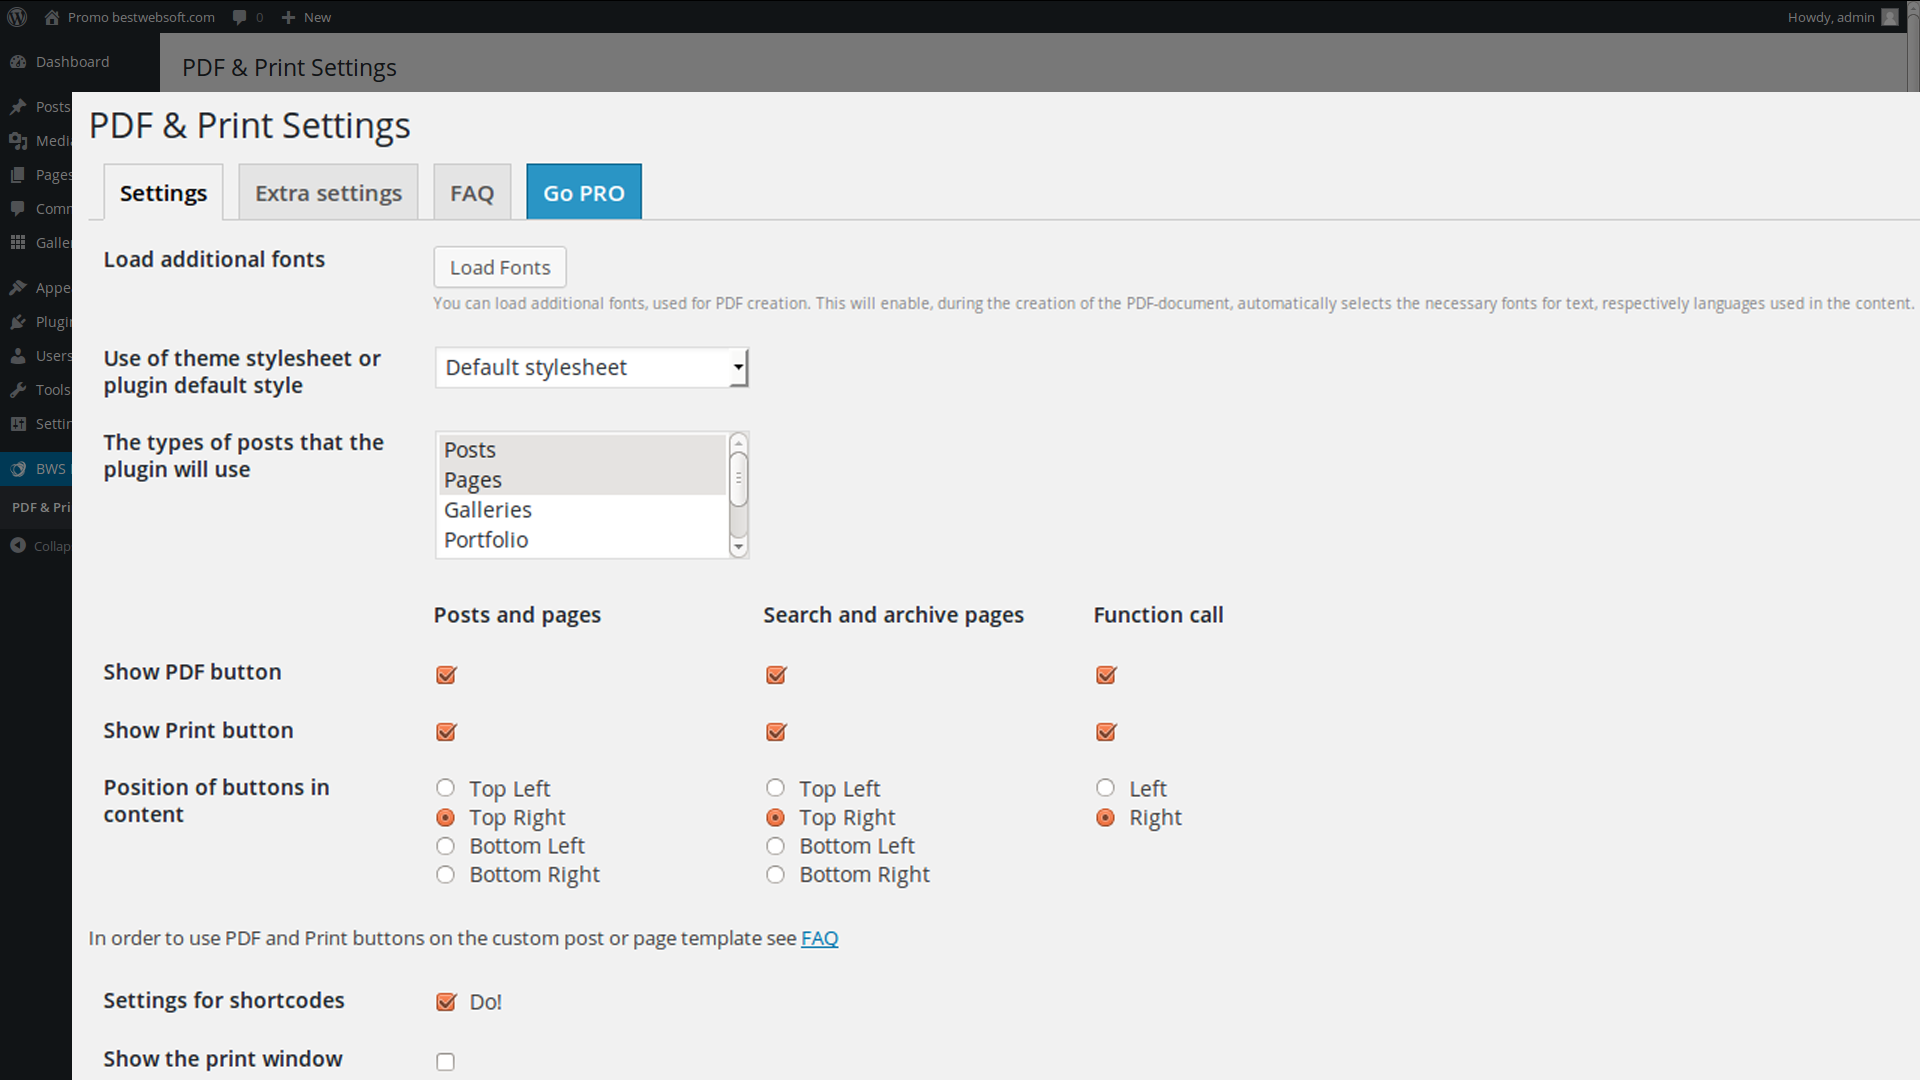 Promo bestwebsoft.com 0 New Howdy, admin
Dashboard
PDF & Print Settings
Posts
Media
Pages
Comm
Galle
Appe
Plugin
Users
Tools
Settin
BWS
PDF & Pri
Collap
PDF & Print Settings
Settings Extra settings FAQ Go PRO
Load additional fonts
Load Fonts
You can load additional fonts, used for PDF creation. This will enable, during the creation of the PDF-document, automatically selects the necessary fonts for text, respectively languages used in the content.
Use of theme stylesheet or
plugin default style
Default stylesheet
The types of posts that the
plugin will use
Posts
Pages
Galleries
Portfolio
Posts and pages Search and archive pages Function call
Show PDF button
Show Print button
Position of buttons in
content
Top Left Top Left Left
Top Right Top Right Right
Bottom Left Bottom Left
Bottom Right Bottom Right
In order to use PDF and Print buttons on the custom post or page template see FAQ
Settings for shortcodes Do!
Show the print window